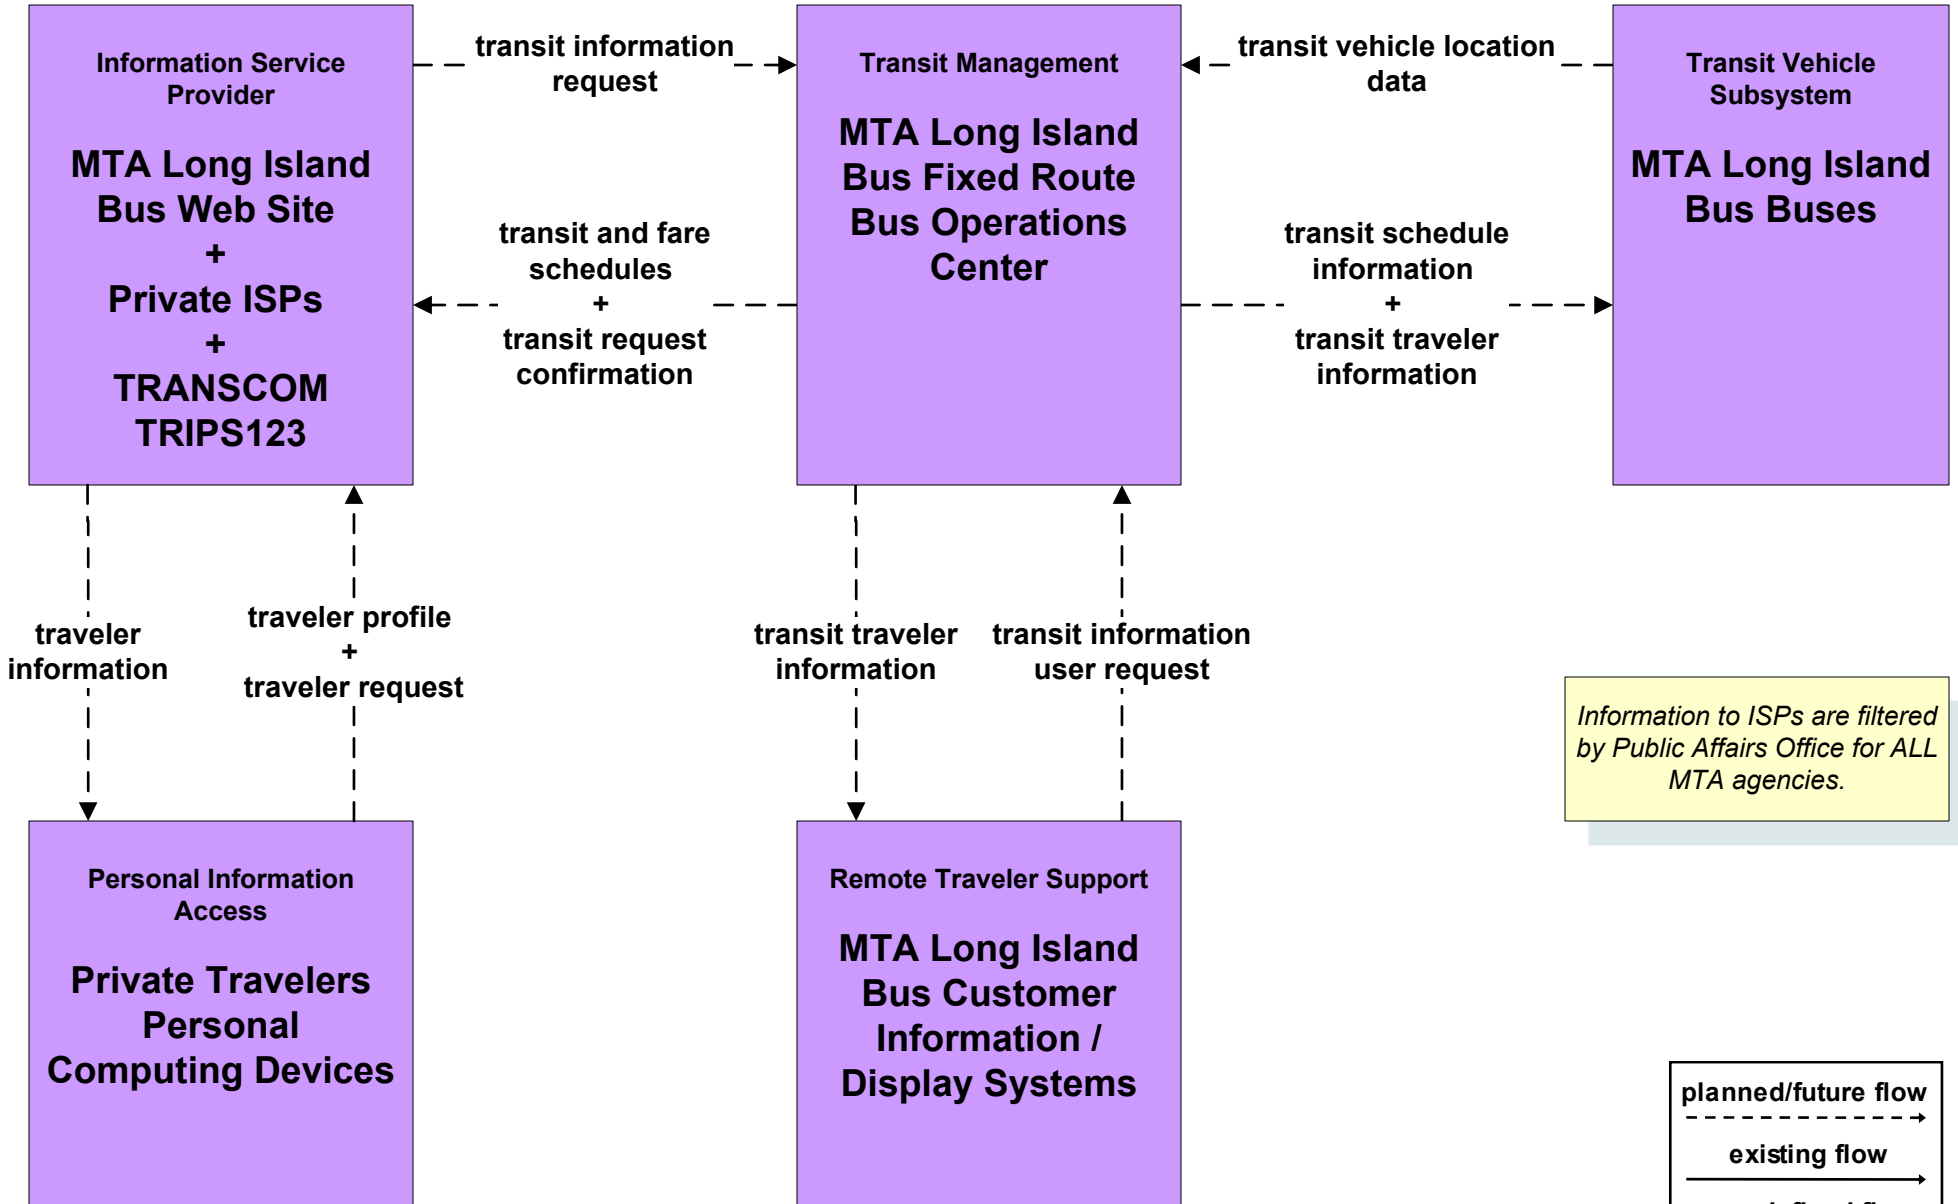 Information Service
Provider
MTA Long Island
Bus Web Site
+
Private ISPs
+
TRANSCOM
TRIPS123
transit information
request
transit and fare
schedules
+
transit request
confirmation
Transit Management
MTA Long Island
Bus Fixed Route
Bus Operations
Center
transit vehicle location
data
transit schedule
information
+
transit traveler
information
Transit Vehicle
Subsystem
MTA Long Island
Bus Buses
traveler
information
traveler profile
+
traveler request
transit traveler
information
transit information
user request
Information to ISPs are filtered
by Public Affairs Office for ALL
MTA agencies.
Personal Information
Access
Private Travelers
Personal
Computing Devices
Remote Traveler Support
MTA Long Island
Bus Customer
Information /
Display Systems
planned/future flow
existing flow